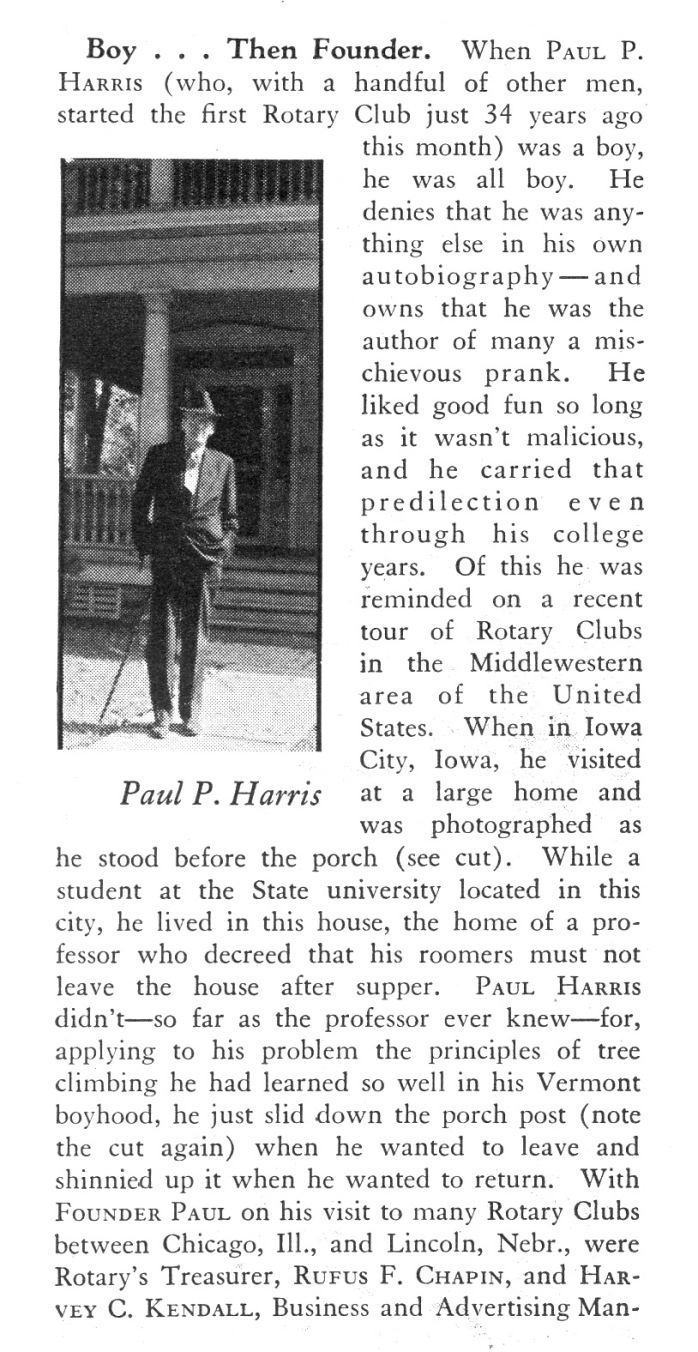 Boy . . . Then Founder. When PAUL P.
HARRIS (who, with a handful of other men,
started the first Rotary Club just 34 years ago
this month) was a boy,
he was all boy. He
denies that he was any-
thing else in his own
autobiography—and
owns that he was the
author of many a mis-
chievous prank. He
liked good fun so long
as it wasn't malicious,
and he carried that
predilection even
through his college
years. Of this he was
reminded on a recent
tour of Rotary Clubs
in the Middlewestern
area of the United
States. When in Iowa
City, Iowa, he visited
at a large home and
was photographed as
Paul P. Harris
he stood before the porch (see cut). While a
student at the State university located in this
city, he lived in this house, the home of a pro-
fessor who decreed that his roomers must not
leave the house after supper. PAUL HARRIS
didn't—so far as the professor ever knew—for,
applying to his problem the principles of tree
climbing he had learned so well in his Vermont
boyhood, he just slid down the porch post (note
the cut again) when he wanted to leave and
shinnied up it when he wanted to return. With
FOUNDER PAUL on his visit to many Rotary Clubs
between Chicago, Ill., and Lincoln, Nebr., were
Rotary's Treasurer, RUFUS F. CHAPIN, and HAR-
VEY C. KENDALL, Business and Advertising Man-